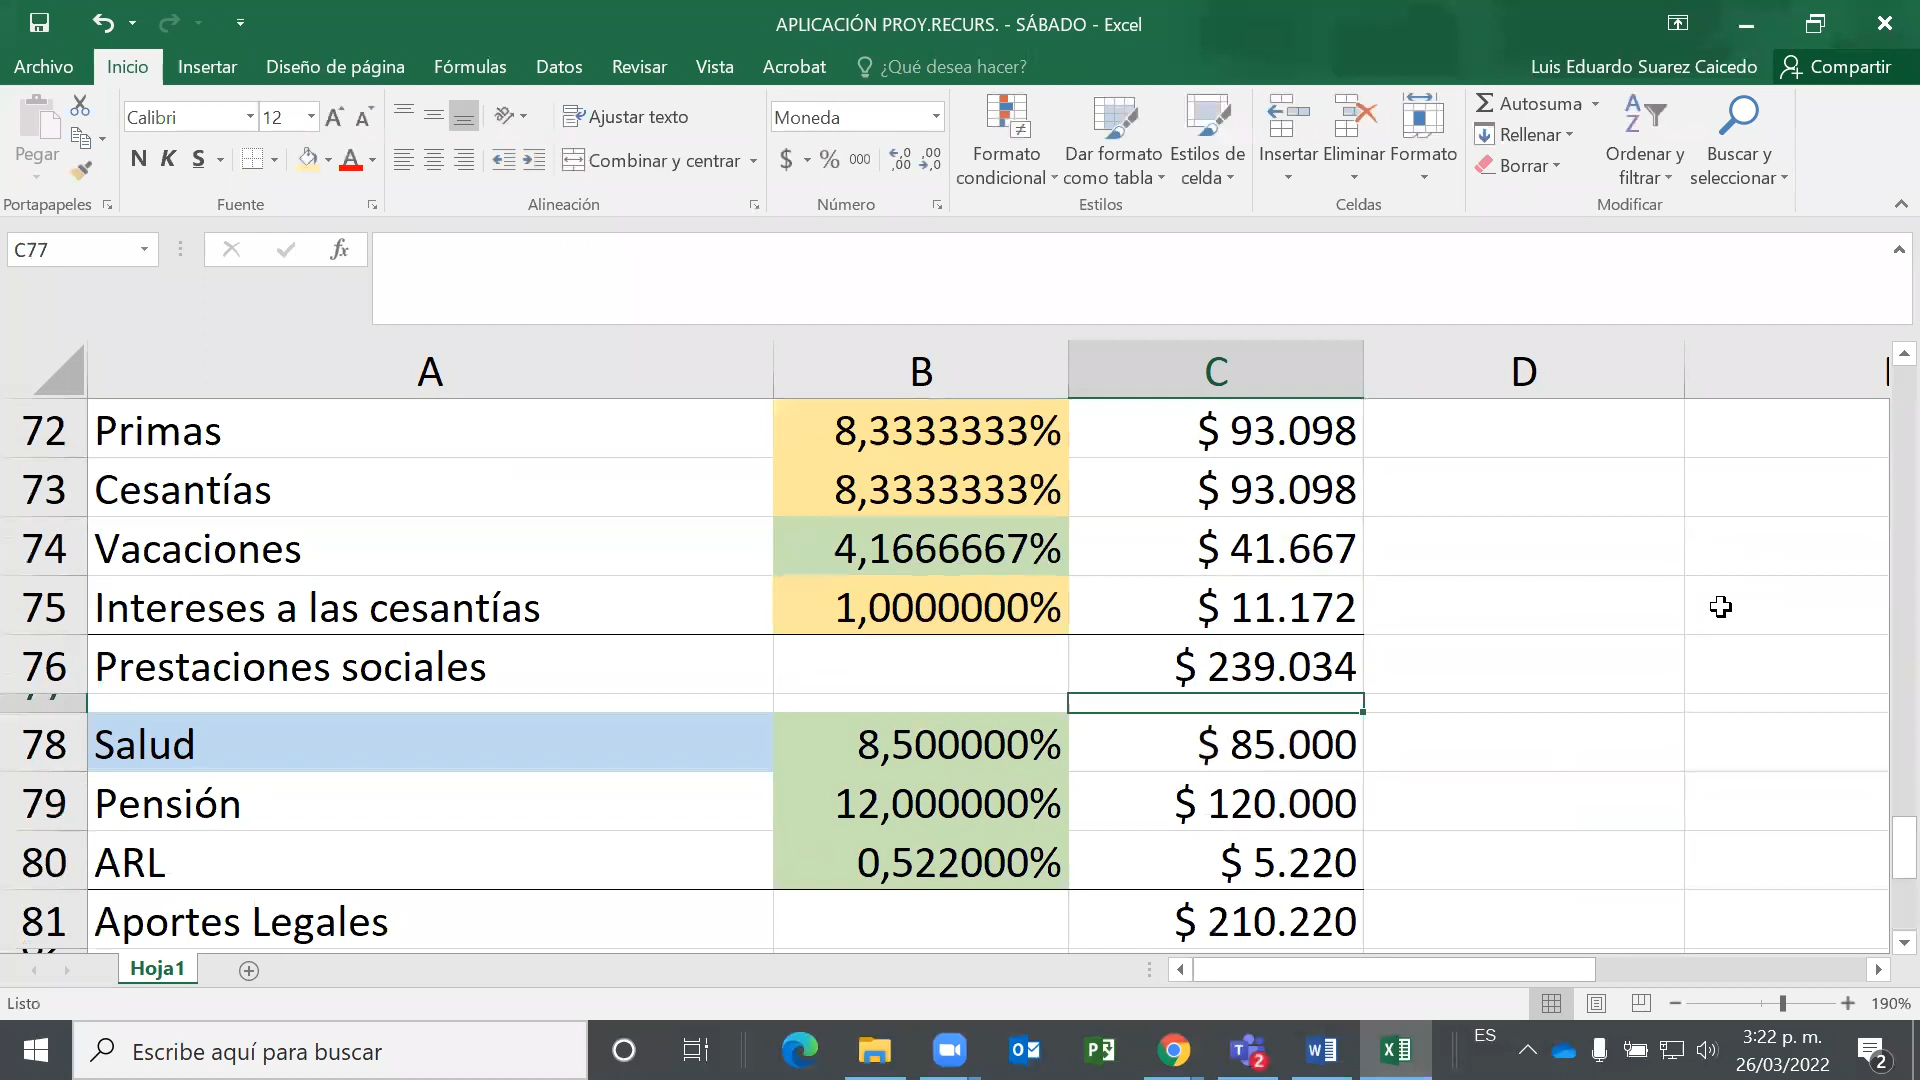 APLICACIÓN PROY.RECURS. - SÁBADO - Excel
Archivo Inicio Insertar Diseño de página Fórmulas Datos Revisar Vista Acrobat ¿Qué desea hacer? Luis Eduardo Suarez Caicedo Compartir
Pegar
Calibri 12
N K S
Ajustar texto
Combinar y centrar
Moneda
$ % 000
Formato condicional
Dar formato como tabla
Estilos de celda
Insertar Eliminar Formato
Autosuma
Rellenar
Borrar
Ordenar y filtrar
Buscar y seleccionar
Portapapeles Fuente Alineación Número Estilos Celdas Modificar
C77 fx
A B C D
72 Primas 8,3333333% $ 93.098
73 Cesantías 8,3333333% $ 93.098
74 Vacaciones 4,1666667% $ 41.667
75 Intereses a las cesantías 1,0000000% $ 11.172
76 Prestaciones sociales $ 239.034
78 Salud 8,500000% $ 85.000
79 Pensión 12,000000% $ 120.000
80 ARL 0,522000% $ 5.220
81 Aportes Legales $ 210.220
Hoja1
Listo 190%
Escribe aquí para buscar
ES
3:22 p. m.
26/03/2022
2
2